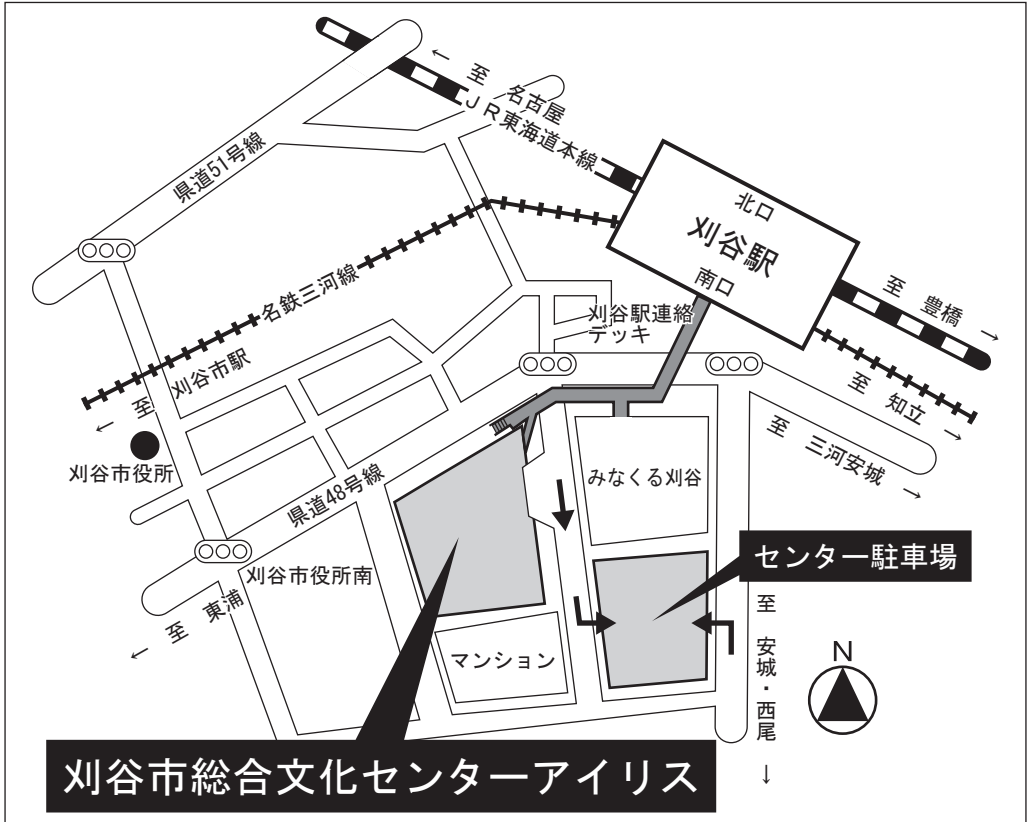 ← 至 名古屋
JR東海道本線
県道51号線
北口
刈谷駅
南口
名鉄三河線
至 豊橋 →
刈谷駅連絡
デッキ
← 至 刈谷市駅
至 知立 →
刈谷市役所
県道48号線
みなくる刈谷
至 三河安城 →
センター駐車場
刈谷市役所南
← 至 東浦
マンション
至 安城・西尾 ↓
N
刈谷市総合文化センターアイリス